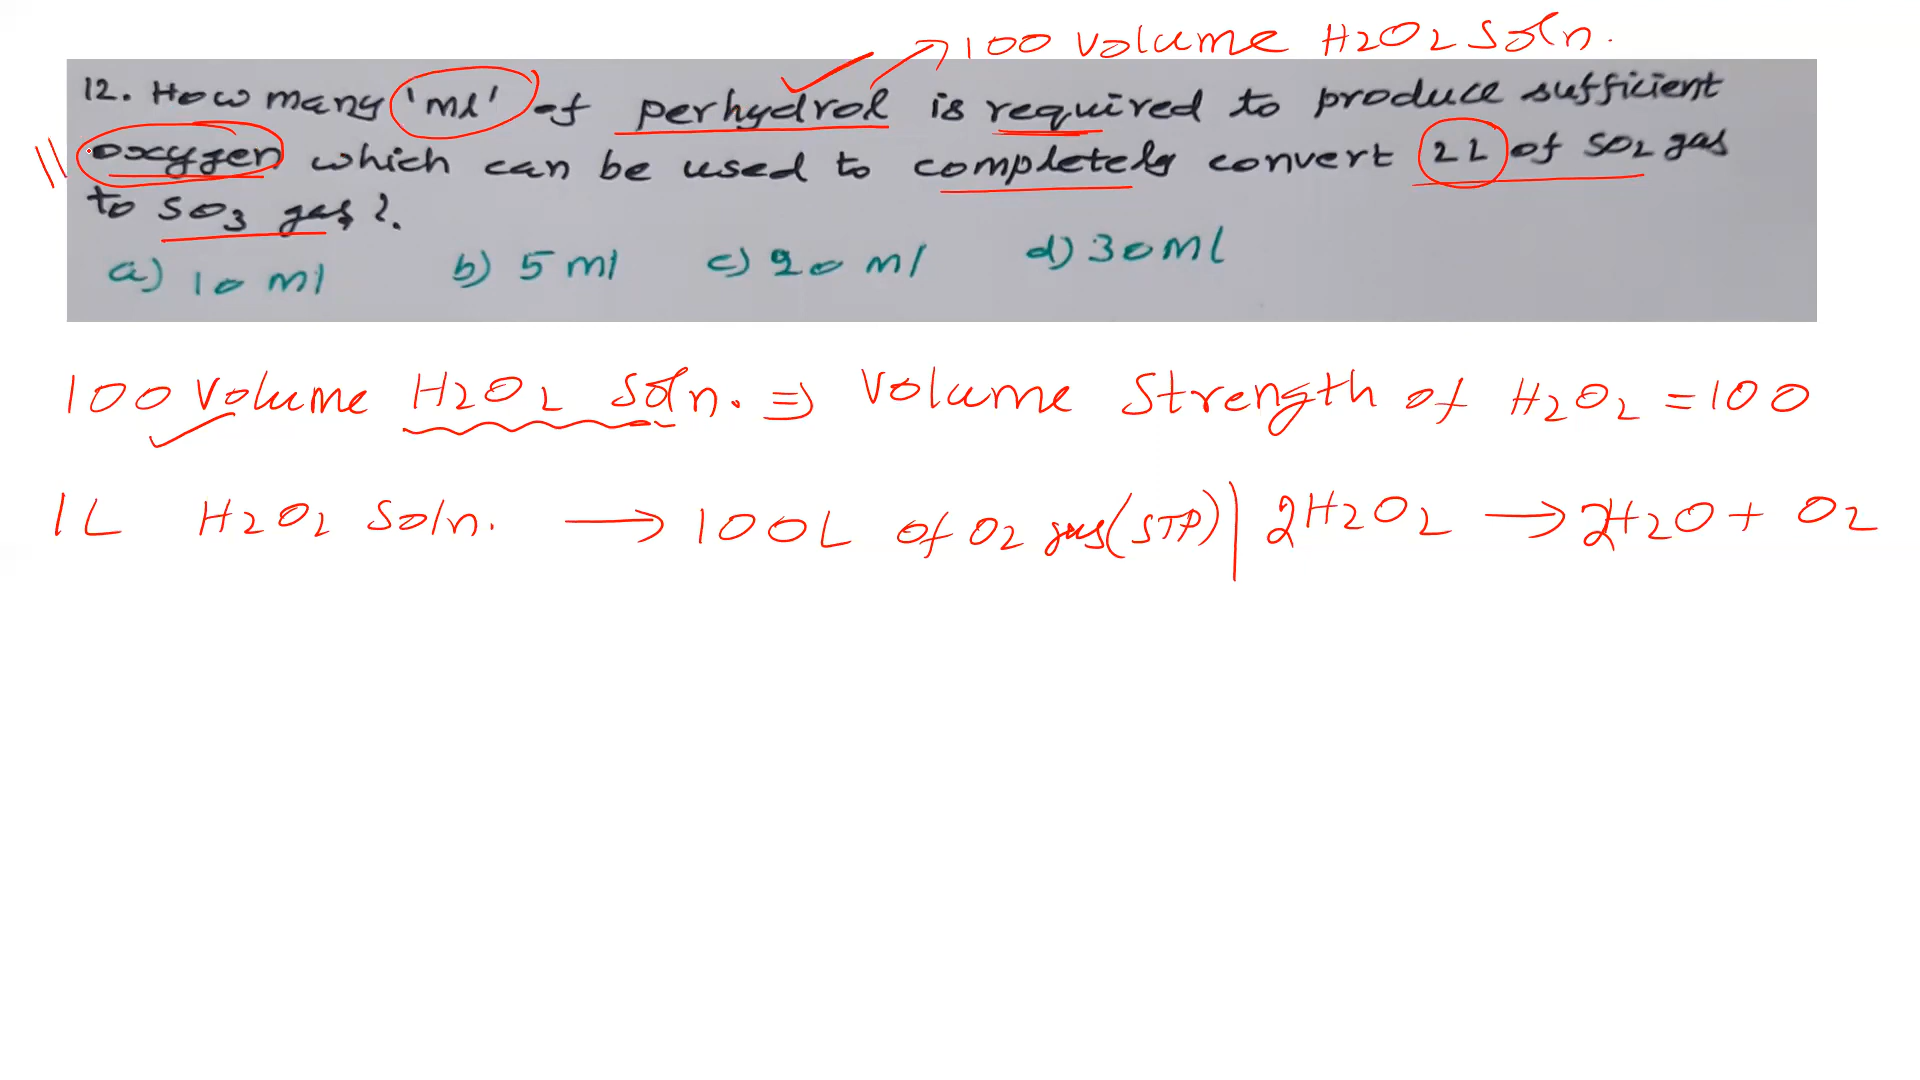 100 Volume H2O2 Soln.
12. How many 'ml' of perhydrol is required to produce sufficient
oxygen which can be used to completely convert 2L of SO2 gas
to SO3 gas?.
a) 10 ml b) 5 ml c) 20 ml d) 30 ml
100 Volume H2O2 Soln. ⇒ Volume Strength of H2O2 = 100
1L H2O2 Soln. → 100L of O2 gas (STP) | 2H2O2 → 2H2O + O2